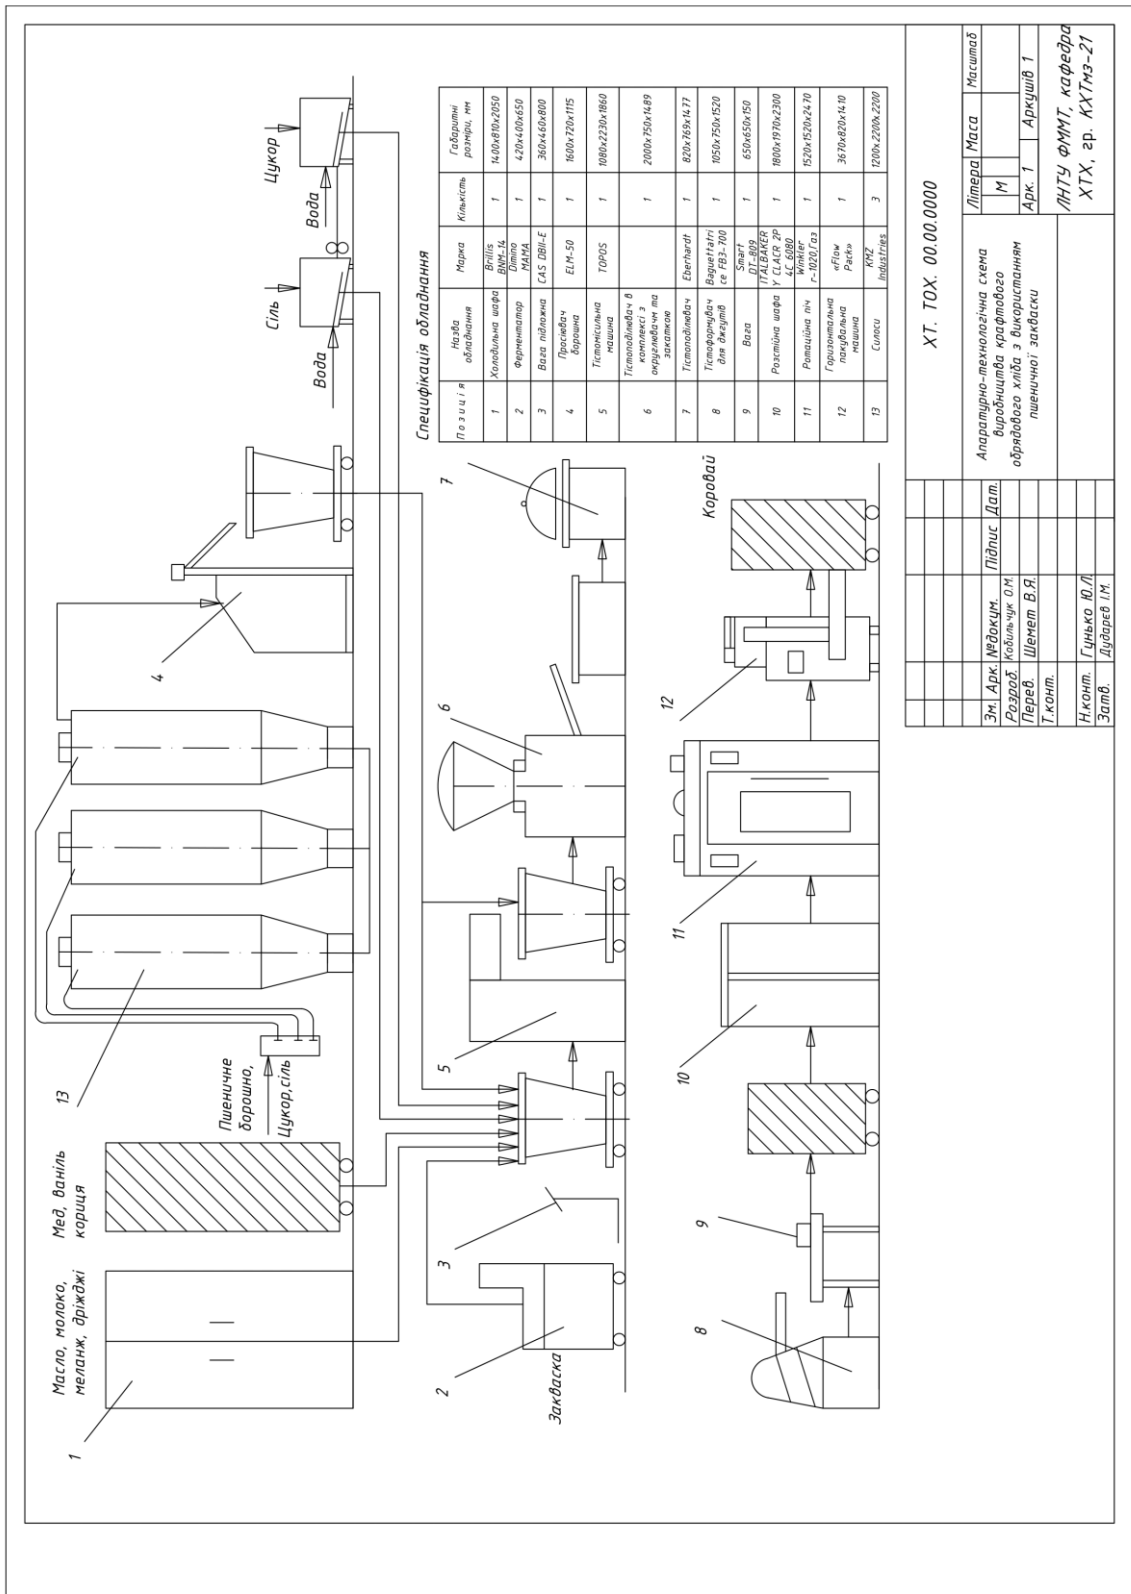 Масло, молоко,
меланж, дріжджі
Мед, ваніль
кориця
13
Пшеничне
борошно,
Цукор,сіль
4
Сіль
Вода
Цукор
Вода
1
2
Закваска
3
5
6
7
8
9
10
11
12
Коровай
Специфікація обладнання
Позиція Назва обладнання Марка Кількість Габаритні розміри, мм
1 Холодильна шафа Brillis BNM-14 1 1400х810х2050
2 Ферментатор Dimino MAMA 1 420х400х650
3 Вага підложна CAS DBII-E 1 360х460х800
4 Просіювач борошна ELM-50 1 1600х720х1115
5 Тістомісильна машина TOPOS 1 1080х2230х1860
6 Тістоподілювач в комплексі з округлювачм та закаткою 1 2000х750х1489
7 Тістоподілювач Eberhardt 1 820х769х1477
8 Тістоформувач для джгутів Baguettatri ce FB3-700 1 1050х750х1520
9 Вага Smart DT-809 1 650х650х150
10 Розстійна шафа ITALBAKER Y CLACR 2P 4C 6080 1 1800х1970х2300
11 Ротаційна піч Winkler r-1020,Газ 1 1520х1520х2470
12 Горизонтальна пакувальна машина «Flow Pack» 1 3670х820х1410
13 Силоси KMZ Industries 3 1200х2200х2200
ХТ. ТОХ. 00.00.0000
Зм. Арк. №докум. Підпис Дат.
Розроб. Кобильчук О.М.
Перев. Шемет В.Я.
Т.конт.
Н.конт. Гунько Ю.Л.
Затв. Дударєв І.М.
Апаратурно-технологічна схема
виробництва крафтового
обрядового хліба з використанням
пшеничної закваски
Літера Маса Масштаб
М
Арк. 1 Аркушів 1
ЛНТУ ФММТ, кафедра
ХТХ, гр. КХТмз-21